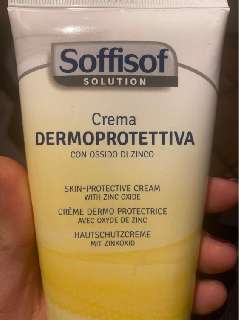 Soffisof
SOLUTION
Crema
DERMOPROTETTIVA
CON OSSIDO DI ZINCO
SKIN-PROTECTIVE CREAM
WITH ZINC OXIDE
CRÈME DERMO PROTECTRICE
AVEC OXYDE DE ZINC
HAUTSCHUTZCREME
MIT ZINKOXID